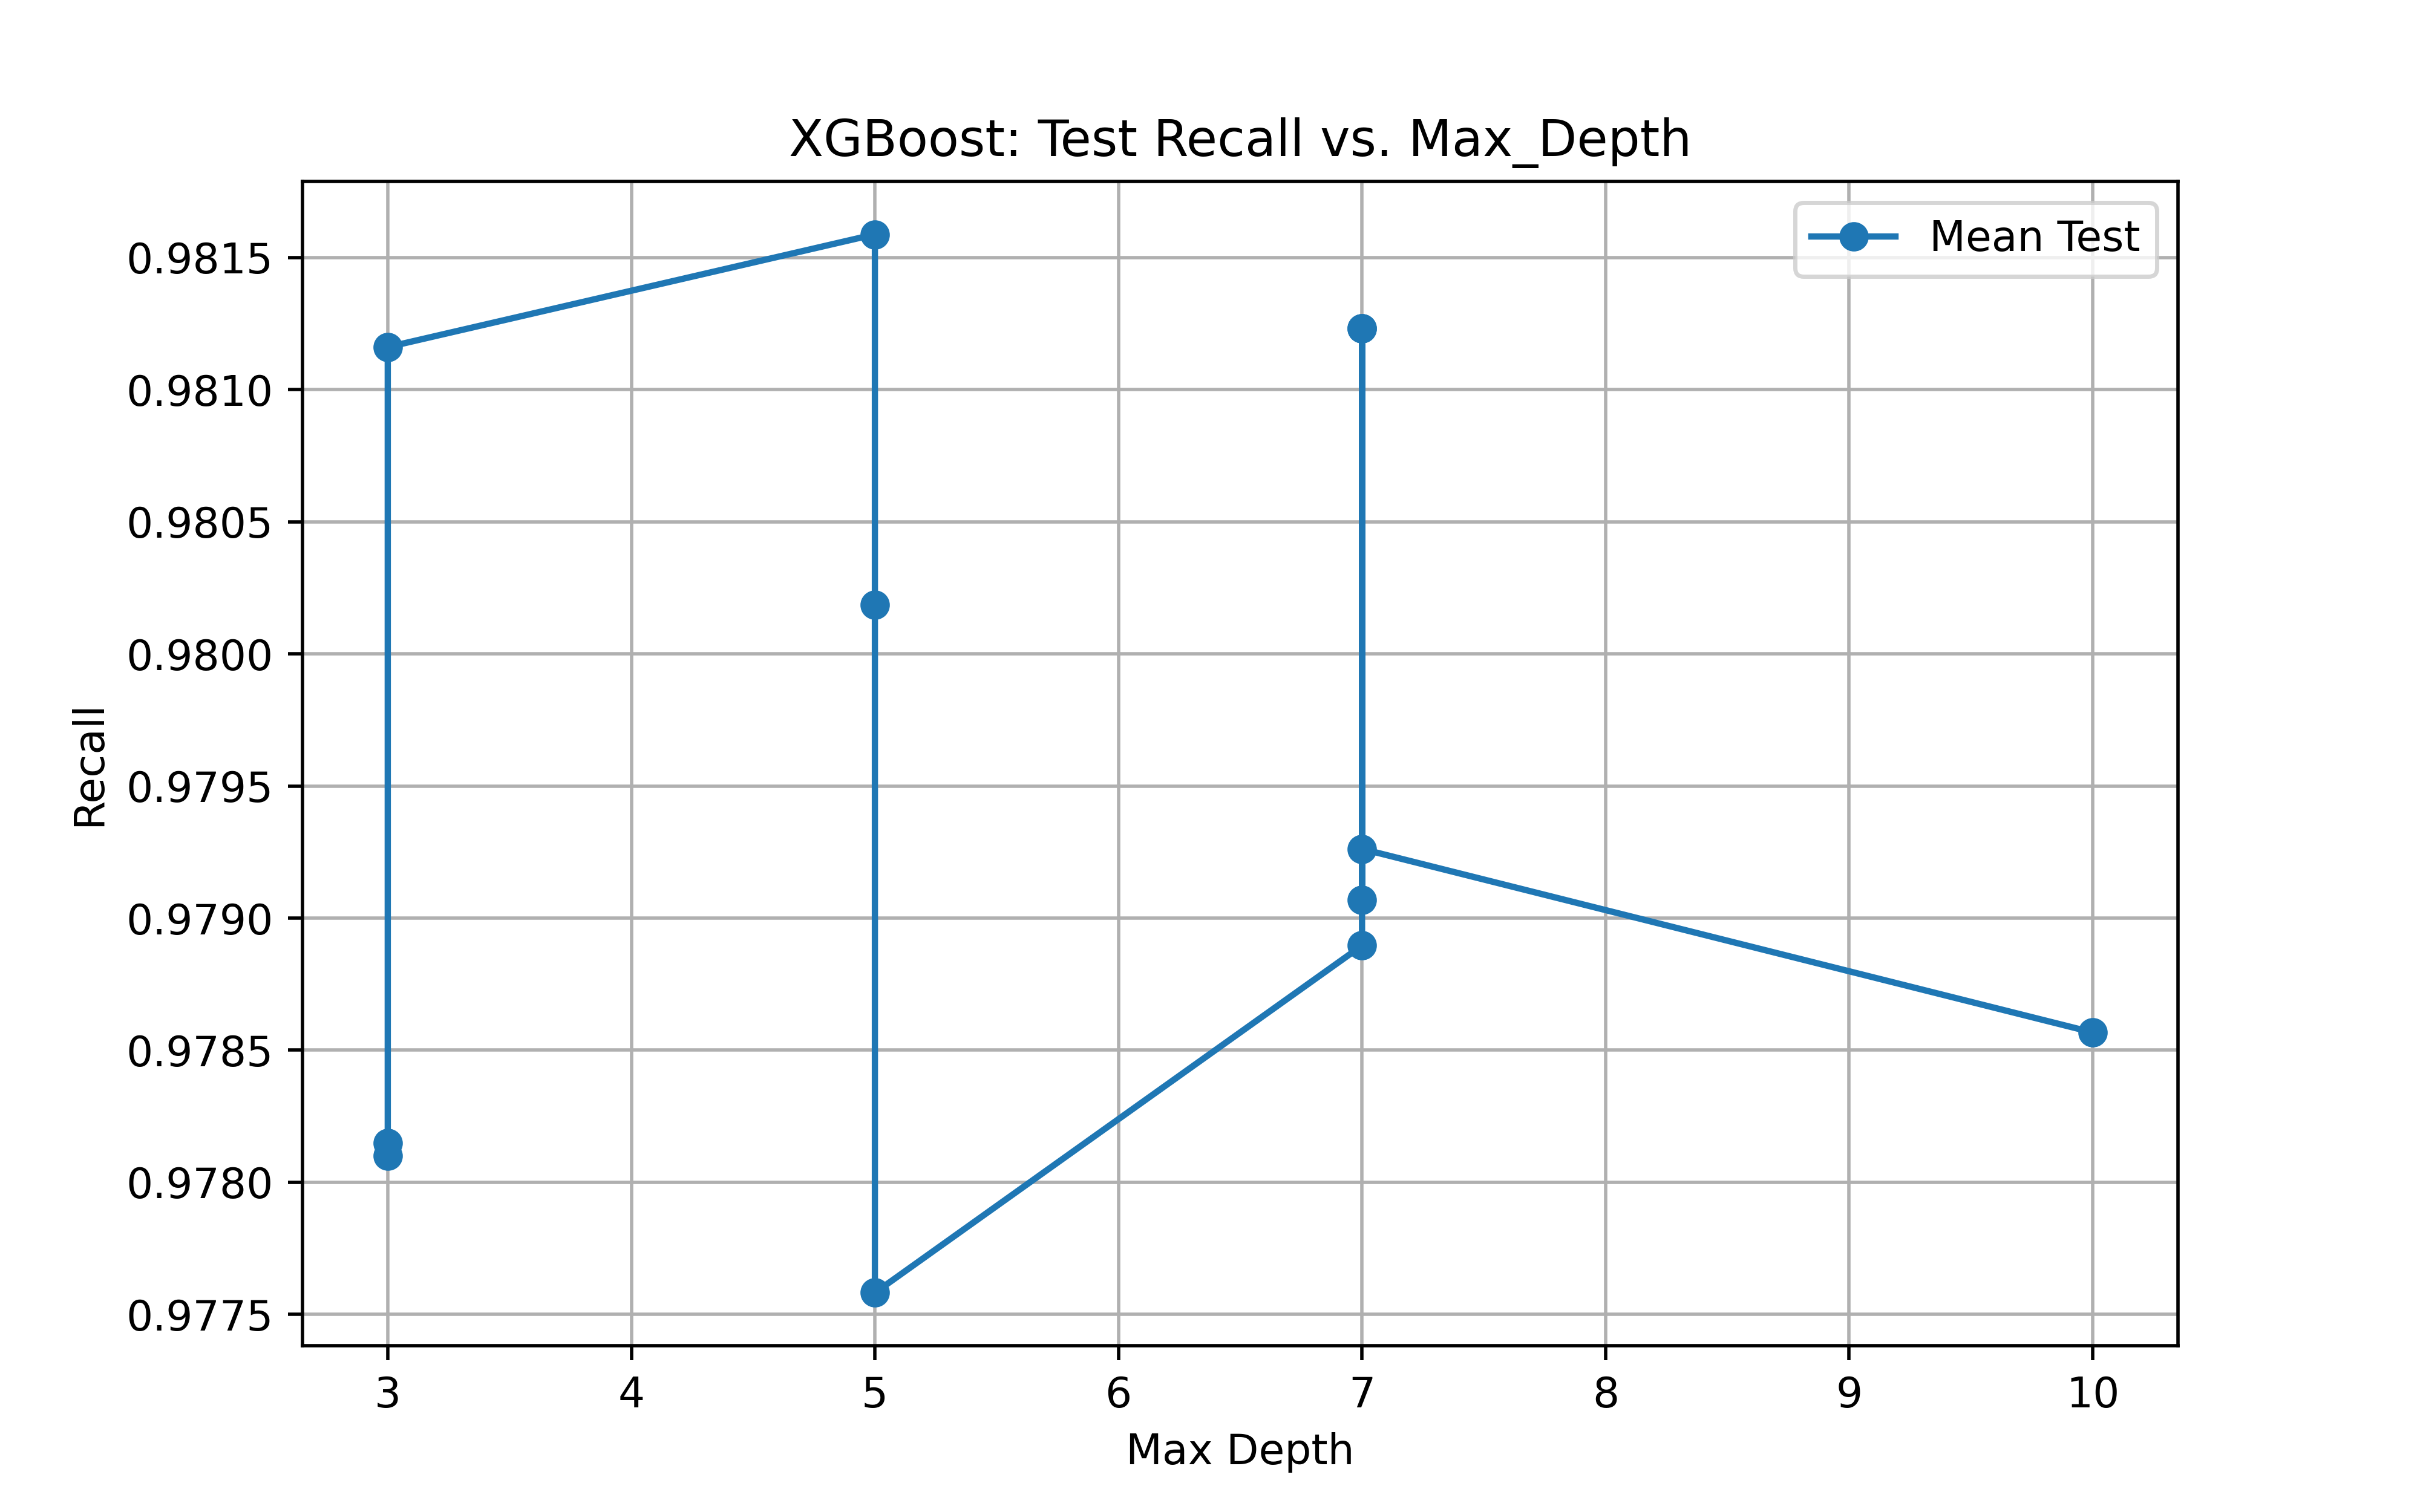 XGBoost: Test Recall vs. Max_Depth
Mean Test
0.9815
0.9810
0.9805
0.9800
0.9795
0.9790
0.9785
0.9780
0.9775
Recall
3 4 5 6 7 8 9 10
Max Depth